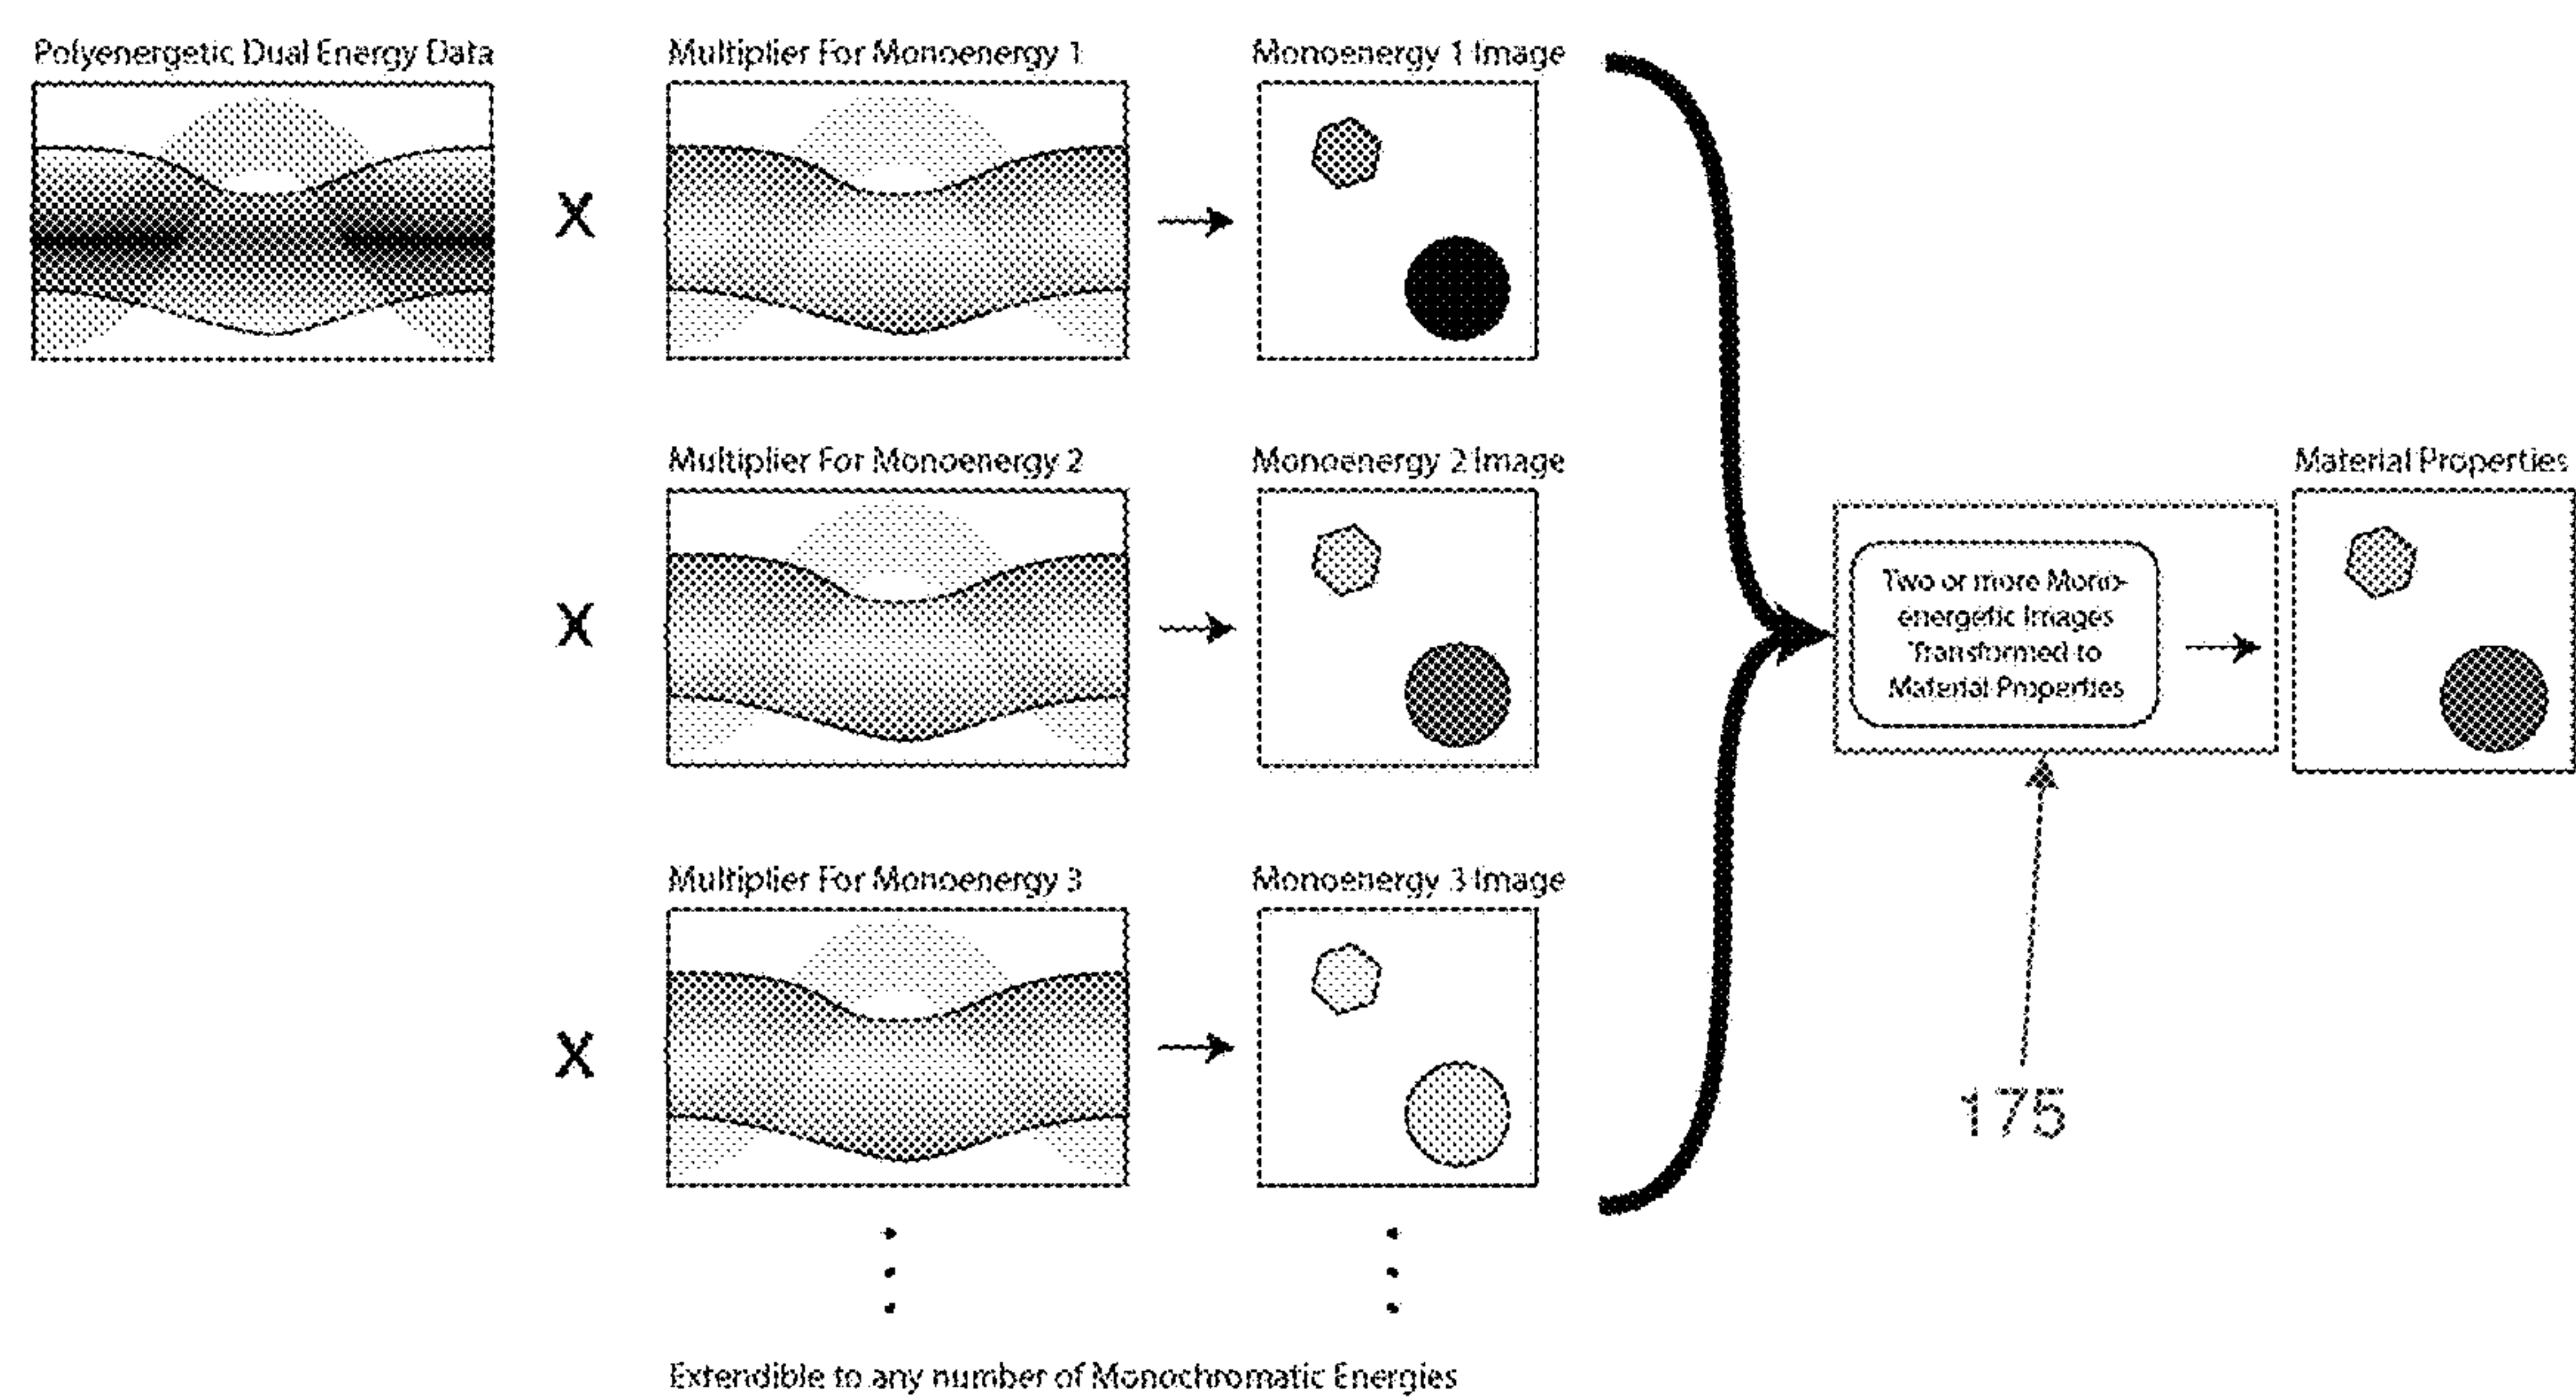 Polyenergetic Dual Energy Data
Multiplier For Monoenergy 1
Monoenergy 1 Image
X
Multiplier For Monoenergy 2
Monoenergy 2 Image
Material Properties
X
Two or more Mono-
energetic Images
Transformed to
Material Properties
Multiplier For Monoenergy 3
Monoenergy 3 Image
X
175
Extendible to any number of Monochromatic Energies